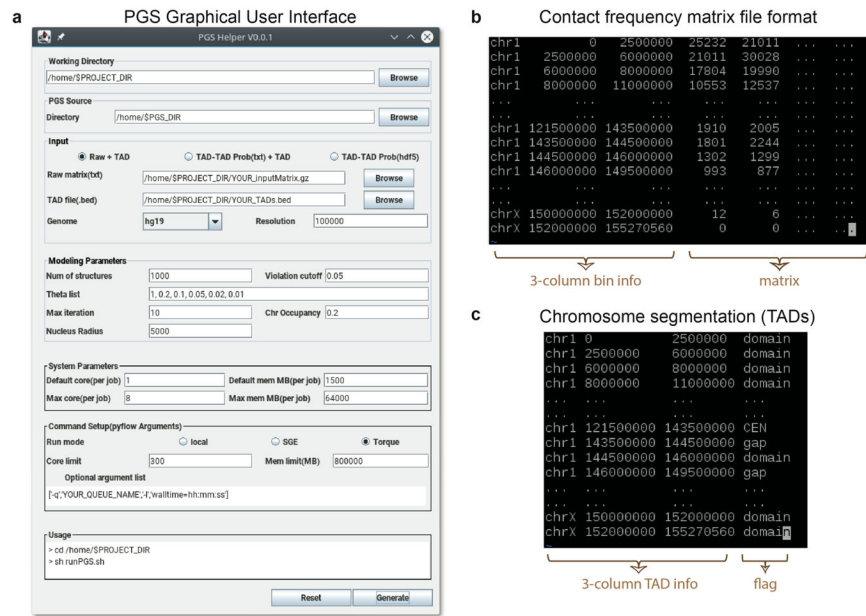 a PGS Graphical User Interface
PGS Helper V0.0.1
Working Directory
/home/$PROJECT_DIR Browse
PGS Source
Directory /home/$PGS_DIR Browse
Input
Raw + TAD TAD-TAD Prob(txt) + TAD TAD-TAD Prob(hdf5)
Raw matrix(txt) /home/$PROJECT_DIR/YOUR_inputMatrix.gz Browse
TAD file(.bed) /home/$PROJECT_DIR/YOUR_TADs.bed Browse
Genome hg19 Resolution 100000
Modeling Parameters
Num of structures 1000 Violation cutoff 0.05
Theta list 1, 0.2, 0.1, 0.05, 0.02, 0.01
Max iteration 10 Chr Occupancy 0.2
Nucleus Radius 5000
System Parameters
Default core(per job) 1 Default mem MB(per job) 1500
Max core(per job) 8 Max mem MB(per job) 64000
Command Setup(pyflow Arguments)
Run mode local SGE Torque
Core limit 300 Mem limit(MB) 800000
Optional argument list
['-q','YOUR_QUEUE_NAME','-l','walltime=hh:mm:ss']
Usage
> cd /home/$PROJECT_DIR
> sh runPGS.sh
Reset Generate
b Contact frequency matrix file format
chr1 0 2500000 25232 21011 ... ...
chr1 2500000 6000000 21011 30028 ... ...
chr1 6000000 8000000 17804 19990 ... ...
chr1 8000000 11000000 10553 12537 ... ...
... ... ... ... ... ... ...
... ... ... ... ... ... ...
chr1 121500000 143500000 1910 2005 ... ...
chr1 143500000 144500000 1801 2244 ... ...
chr1 144500000 146000000 1302 1299 ... ...
chr1 146000000 149500000 993 877 ... ...
... ... ... ... ... ... ...
... ... ... ... ... ... ...
chrX 150000000 152000000 12 6 ... ...
chrX 152000000 155270560 0 0 ... ...
~
3-column bin info matrix
c Chromosome segmentation (TADs)
chr1 0 2500000 domain
chr1 2500000 6000000 domain
chr1 6000000 8000000 domain
chr1 8000000 11000000 domain
... ... ... ...
... ... ... ...
chr1 121500000 143500000 CEN
chr1 143500000 144500000 gap
chr1 144500000 146000000 domain
chr1 146000000 149500000 gap
... ... ... ...
... ... ... ...
chrX 150000000 152000000 domain
chrX 152000000 155270560 domain
~
3-column TAD info flag